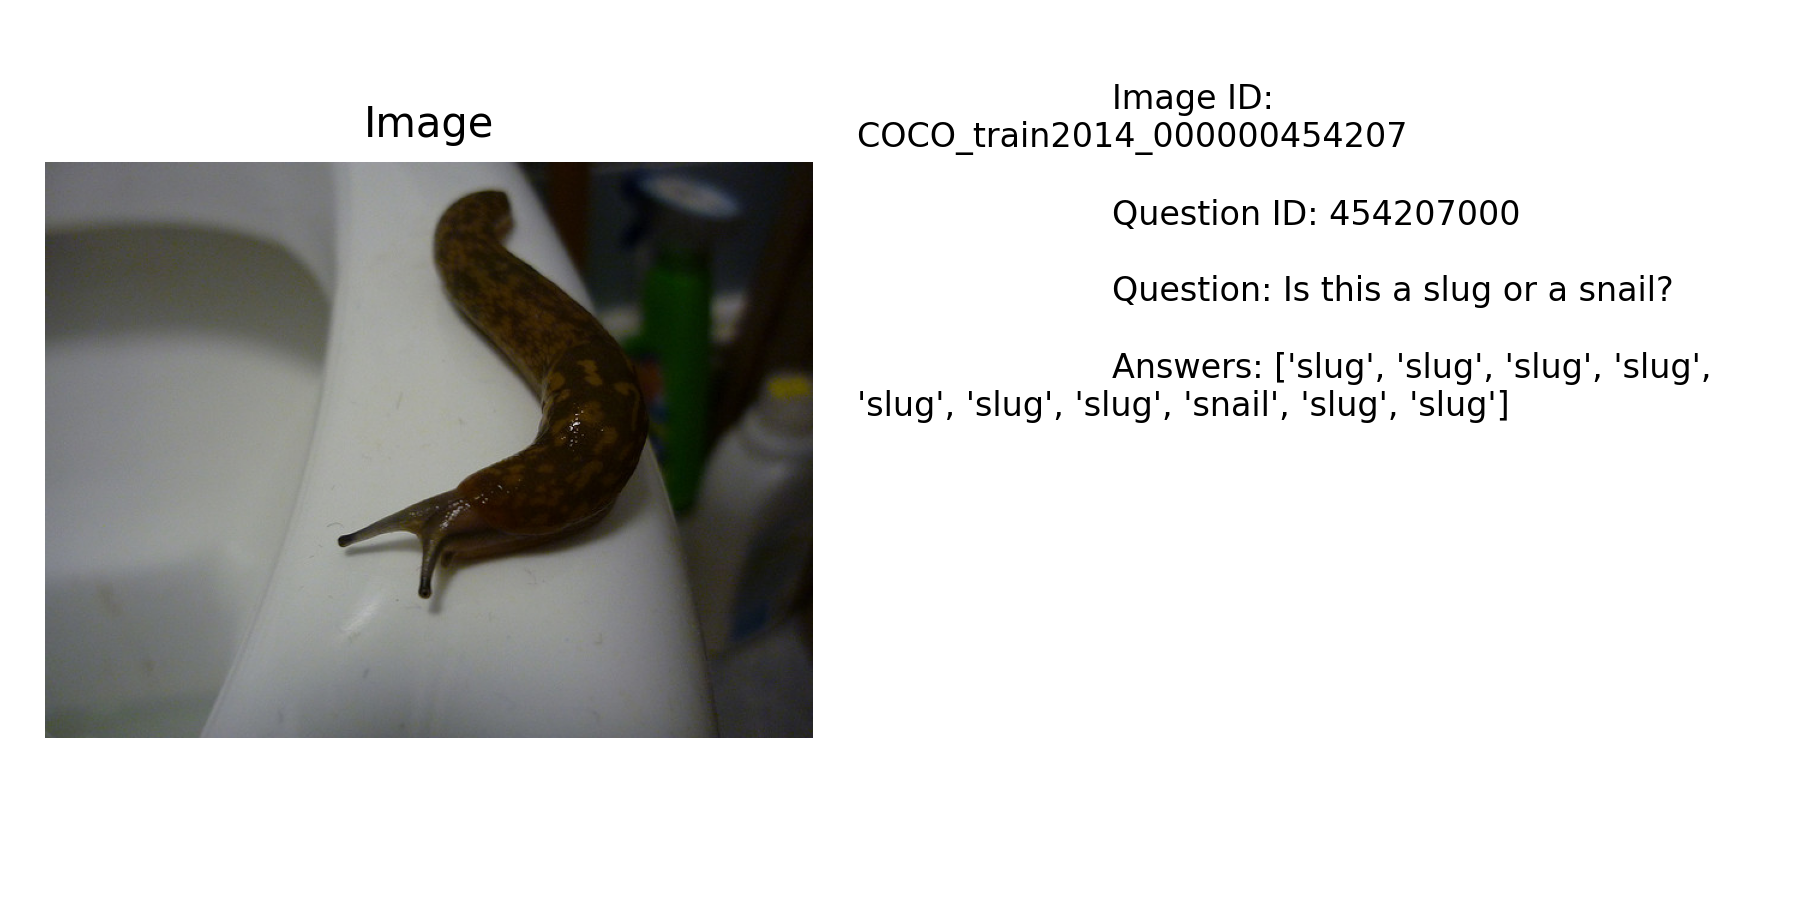 Image
Image ID:
COCO_train2014_000000454207
Question ID: 454207000
Question: Is this a slug or a snail?
Answers: ['slug', 'slug', 'slug', 'slug',
'slug', 'slug', 'slug', 'snail', 'slug', 'slug']